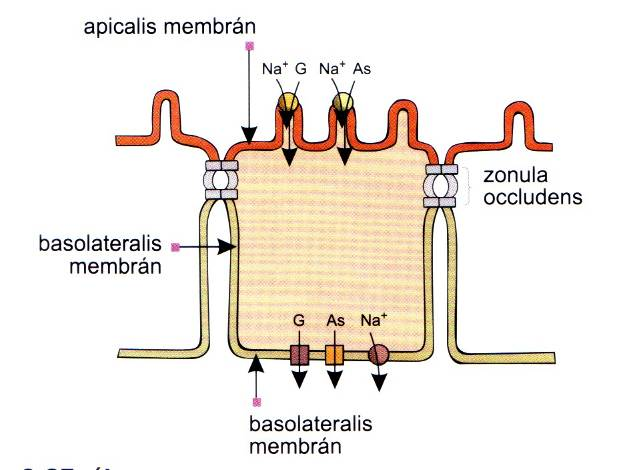 apicalis membrán
Na⁺ G Na⁺ As
zonula
occludens
basolateralis
membrán
G As Na⁺
basolateralis
membrán